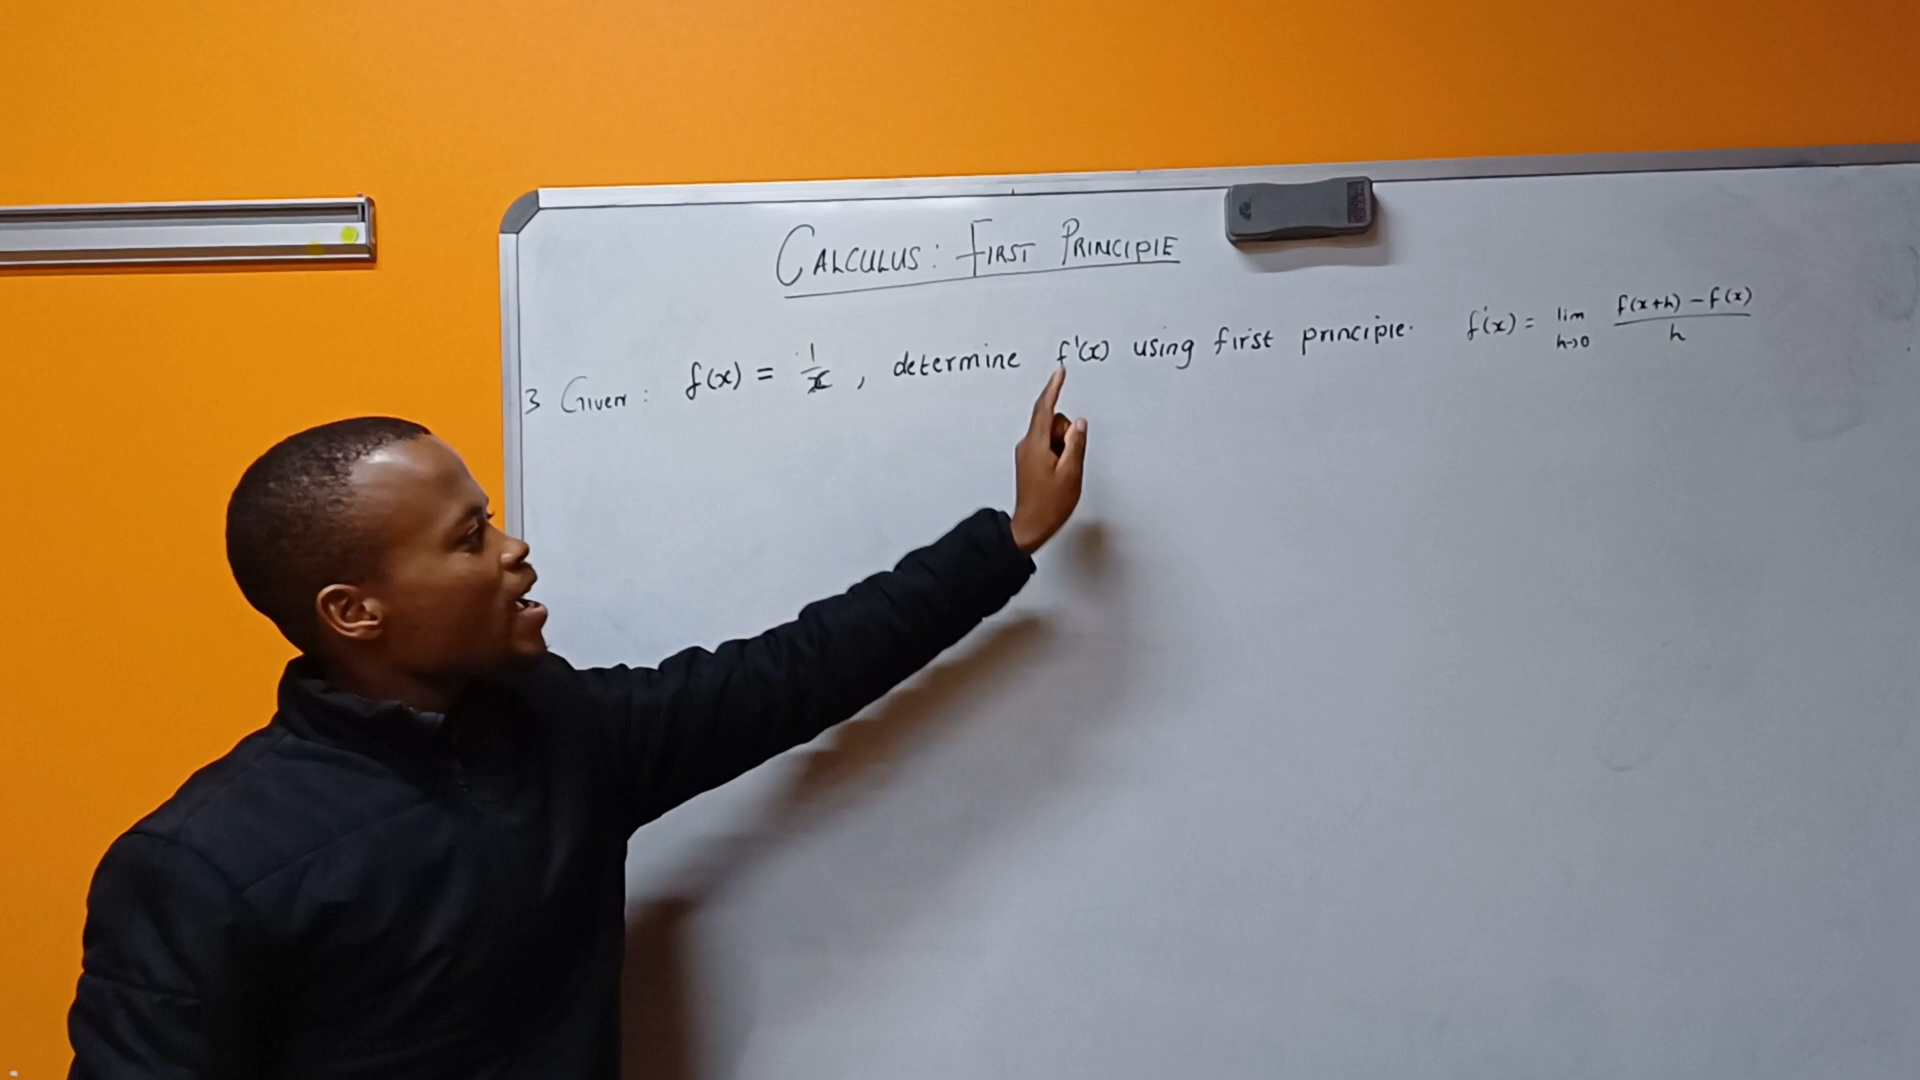 CALCULUS: FIRST PRINCIPLE
3 Given: f(x) = 1/x, determine f'(x) using first principle. f'(x) = lim h→0 f(x+h) - f(x) / h